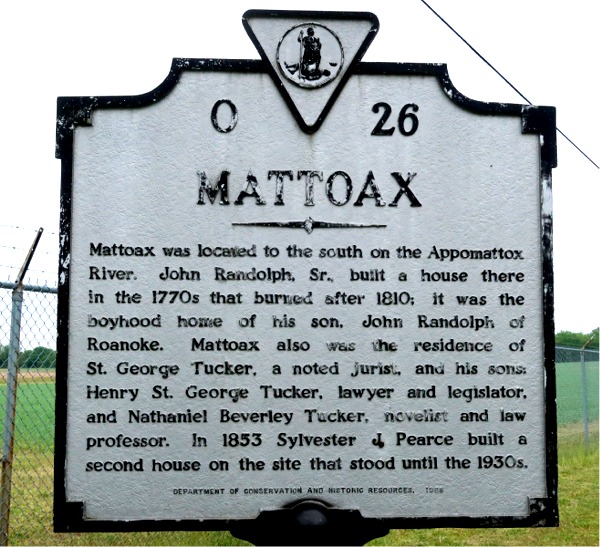 O 26
MATTOAX
Mattoax was located to the south on the Appomattox
River. John Randolph, Sr., built a house there
in the 1770s that burned after 1810; it was the
boyhood home of his son, John Randolph of
Roanoke. Mattoax also was the residence of
St. George Tucker, a noted jurist, and his sons:
Henry St. George Tucker, lawyer and legislator,
and Nathaniel Beverley Tucker, novelist and law
professor. In 1853 Sylvester J. Pearce built a
second house on the site that stood until the 1930s.
DEPARTMENT OF CONSERVATION AND HISTORIC RESOURCES,